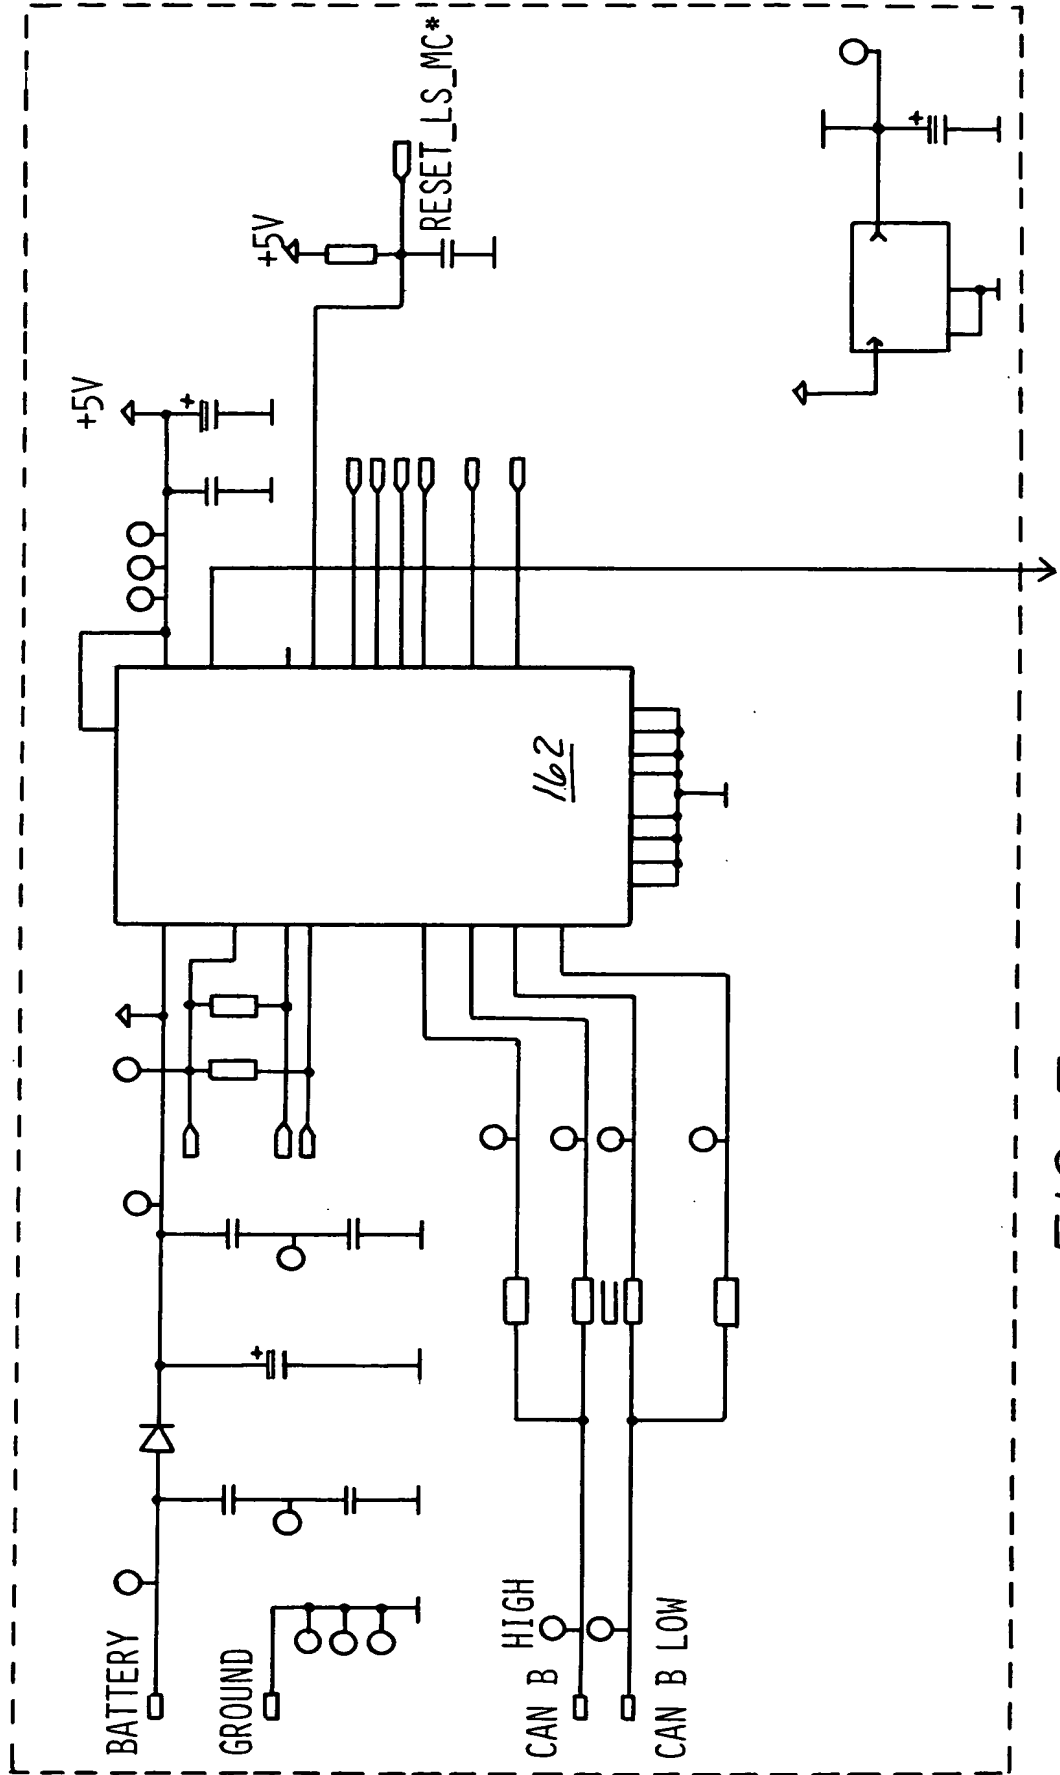 BATTERY
GROUND
CAN B HIGH
CAN B LOW
162
+5V
+5V
RESET_LS_MC*